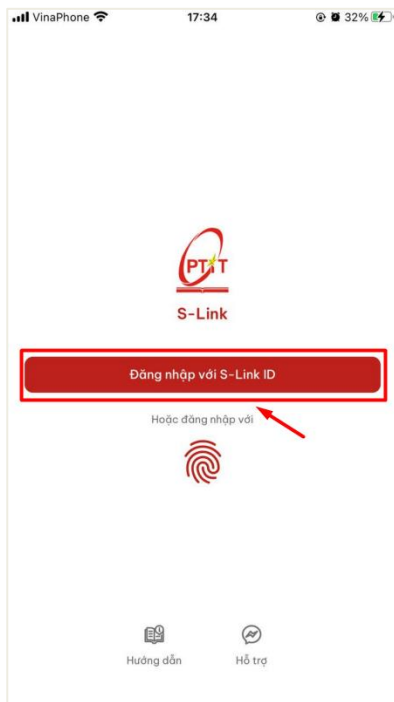 VinaPhone 17:34 32%
PTIT
S-Link
Đăng nhập với S-Link ID
Hoặc đăng nhập với
Hướng dẫn Hỗ trợ